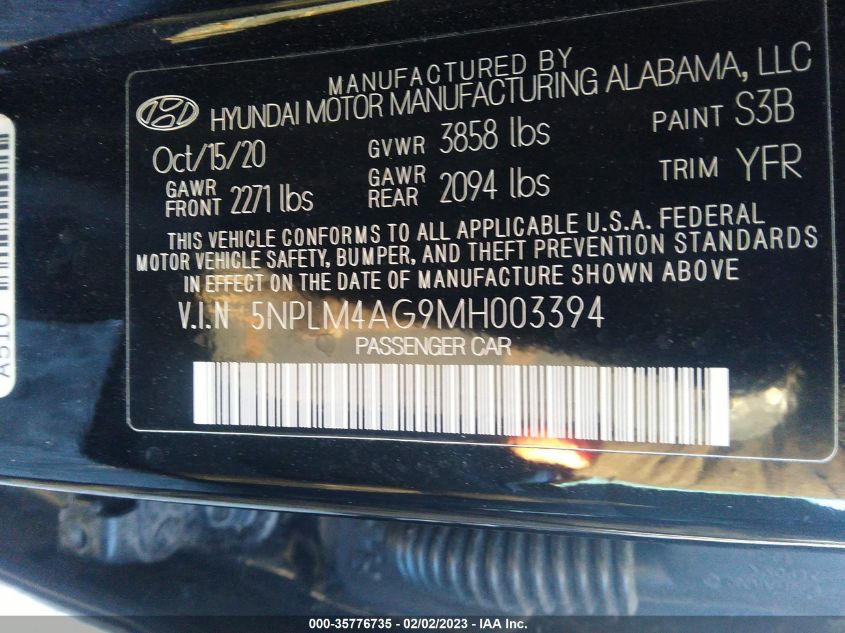 MANUFACTURED BY
HYUNDAI MOTOR MANUFACTURING ALABAMA, LLC
Oct/15/20 GVWR 3858 lbs PAINT S3B
GAWR FRONT 2271 lbs GAWR REAR 2094 lbs TRIM YFR
THIS VEHICLE CONFORMS TO ALL APPLICABLE U.S.A. FEDERAL
MOTOR VEHICLE SAFETY, BUMPER, AND THEFT PREVENTION STANDARDS
IN EFFECT ON THE DATE OF MANUFACTURE SHOWN ABOVE
V.I.N 5NPLM4AG9MH003394
PASSENGER CAR
A510
000-35776735 - 02/02/2023 - IAA Inc.